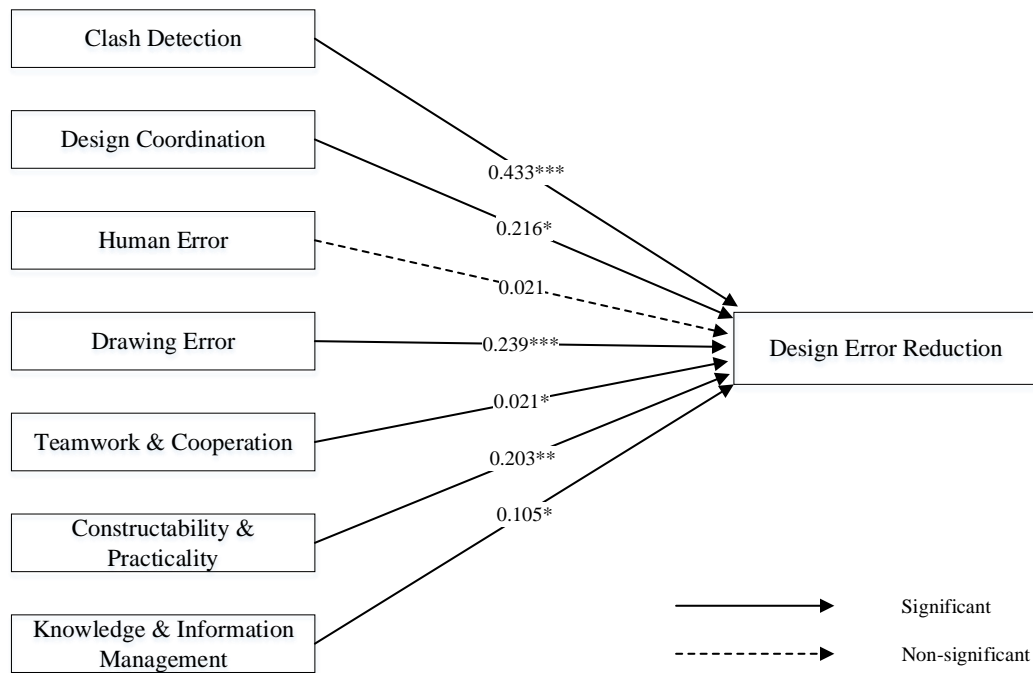 Clash Detection
Design Coordination
Human Error
Drawing Error
Teamwork & Cooperation
Constructability &
Practicality
Knowledge & Information
Management
0.433***
0.216*
0.021
0.239***
0.021*
0.203**
0.105*
Design Error Reduction
Significant
Non-significant